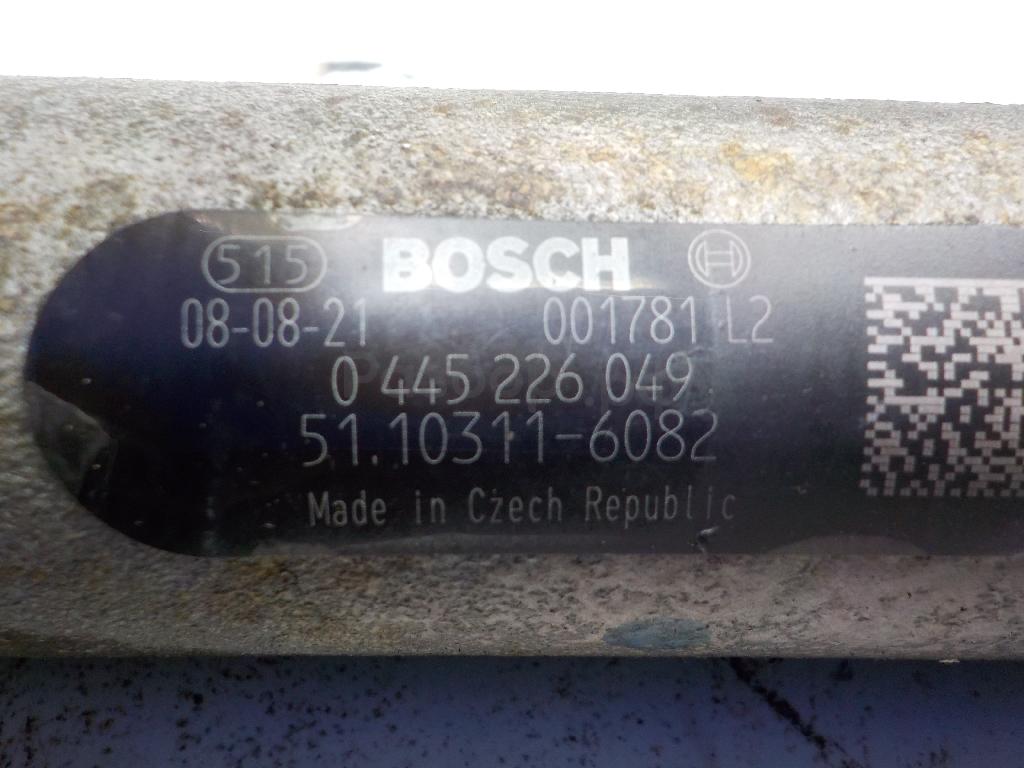 515 BOSCH
08-08-21 001781 L2
0 445 226 049
51.10311-6082
Made in Czech Republic